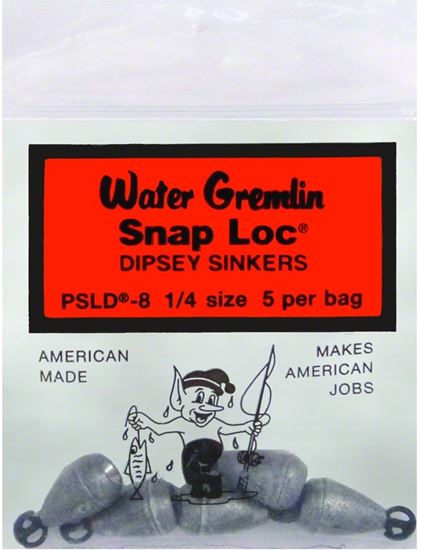 Water Gremlin
Snap Loc®
DIPSEY SINKERS
PSLD®-8 1/4 size 5 per bag
AMERICAN
MADE
MAKES
AMERICAN
JOBS